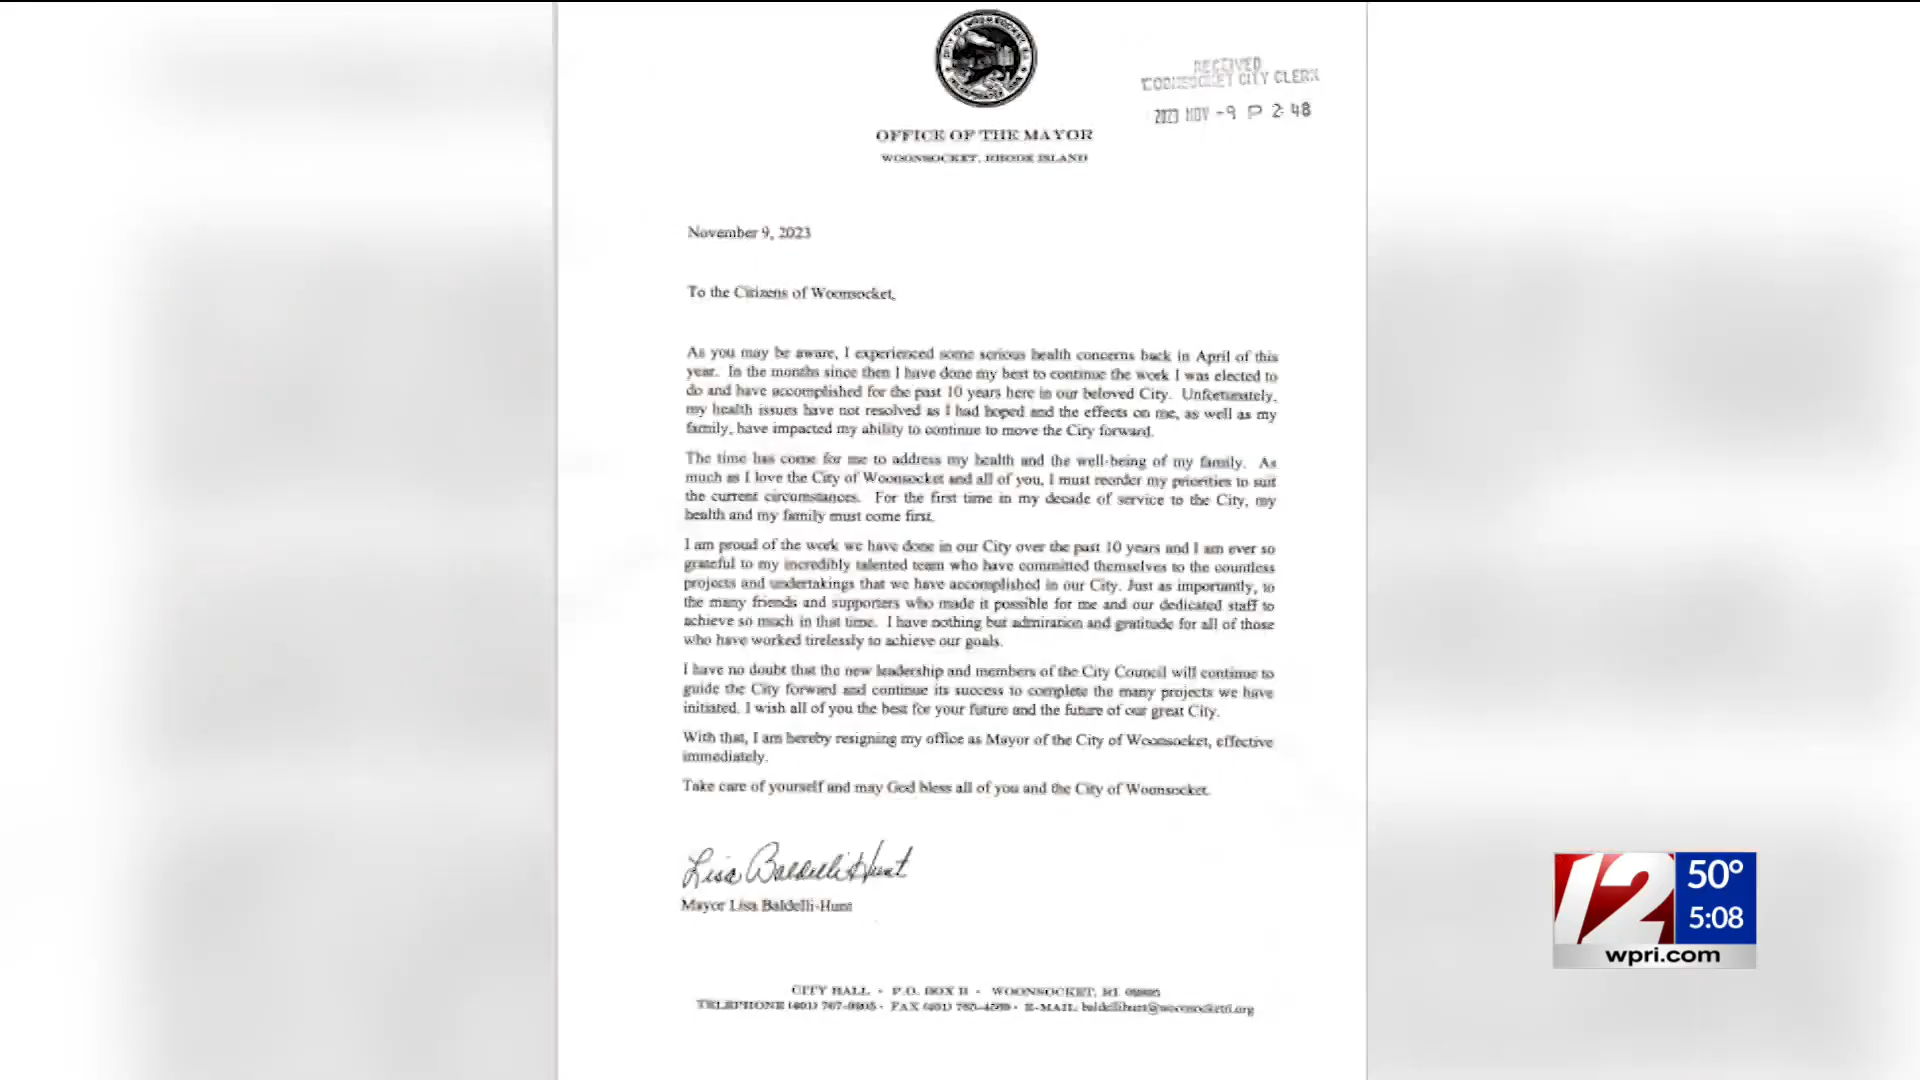 RECEIVED
WOONSOCKET CITY CLERK
2023 NOV -9 P 2:48
OFFICE OF THE MAYOR
WOONSOCKET, RHODE ISLAND
November 9, 2023
To the Citizens of Woonsocket,
As you may be aware, I experienced some serious health concerns back in April of this
year. In the months since then I have done my best to continue the work I was elected to
do and have accomplished for the past 10 years here in our beloved City. Unfortunately,
my health issues have not resolved as I had hoped and the effects on me, as well as my
family, have impacted my ability to continue to move the City forward.
The time has come for me to address my health and the well-being of my family. As
much as I love the City of Woonsocket and all of you, I must reorder my priorities to suit
the current circumstances. For the first time in my decade of service to the City, my
health and my family must come first.
I am proud of the work we have done in our City over the past 10 years and I am ever so
grateful to my incredibly talented team who have committed themselves to the countless
projects and undertakings that we have accomplished in our City. Just as importantly, to
the many friends and supporters who made it possible for me and our dedicated staff to
achieve so much in that time. I have nothing but admiration and gratitude for all of those
who have worked tirelessly to achieve our goals.
I have no doubt that the new leadership and members of the City Council will continue to
guide the City forward and continue its success to complete the many projects we have
initiated. I wish all of you the best for your future and the future of our great City.
With that, I am hereby resigning my office as Mayor of the City of Woonsocket, effective
immediately.
Take care of yourself and may God bless all of you and the City of Woonsocket.
Lisa Baldelli-Hunt
Mayor Lisa Baldelli-Hunt
CITY HALL • P.O. BOX B • WOONSOCKET, RI
TELEPHONE (401) FAX (401) E-MAIL baldellihunt@woonsocketri.org
12
50°
5:08
wpri.com